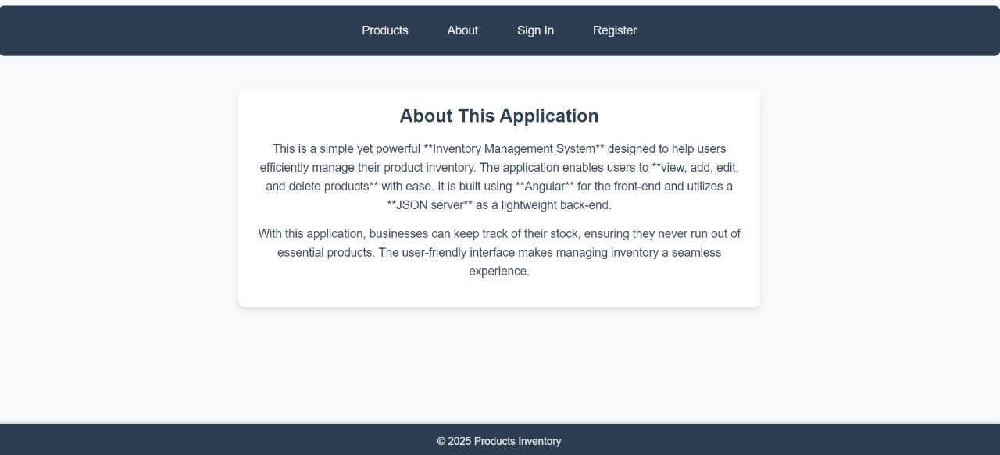 Products About Sign In Register
About This Application
This is a simple yet powerful **Inventory Management System** designed to help users
efficiently manage their product inventory. The application enables users to **view, add, edit,
and delete products** with ease. It is built using **Angular** for the front-end and utilizes a
**JSON server** as a lightweight back-end.
With this application, businesses can keep track of their stock, ensuring they never run out of
essential products. The user-friendly interface makes managing inventory a seamless
experience.
© 2025 Products Inventory